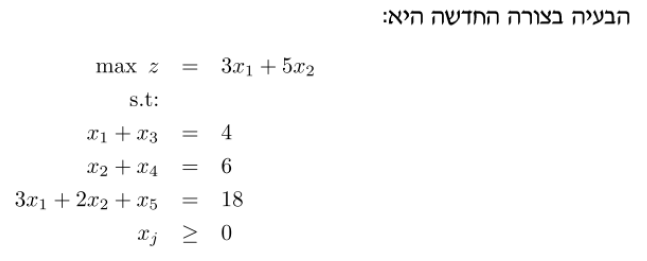 הבעיה בצורה החדשה היא:
max z = 3x₁ + 5x₂
s.t:
x₁ + x₃ = 4
x₂ + x₄ = 6
3x₁ + 2x₂ + x₅ = 18
xⱼ ≥ 0